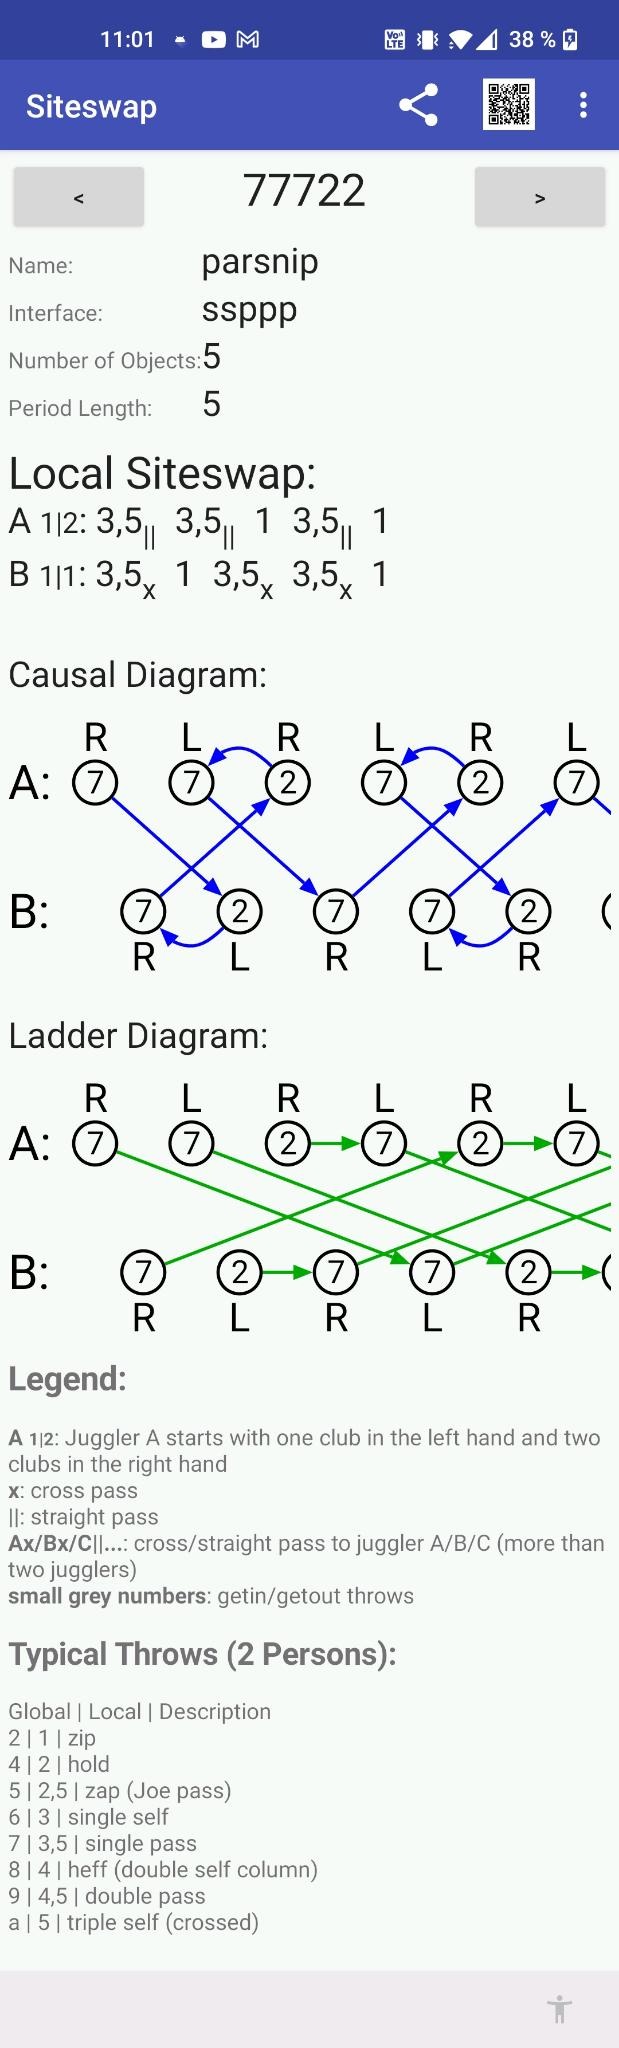 11:01 VoLTE 38 %
Siteswap
< 77722 >
Name: parsnip
Interface: ssppp
Number of Objects: 5
Period Length: 5
Local Siteswap:
A 1|2: 3,5|| 3,5|| 1 3,5|| 1
B 1|1: 3,5x 1 3,5x 3,5x 1
Causal Diagram:
R L R L R L
A: 7 7 2 7 2 7
B: 7 2 7 7 2
R L R L R
Ladder Diagram:
R L R L R L
A: 7 7 2 7 2 7
B: 7 2 7 7 2
R L R L R
Legend:
A 1|2: Juggler A starts with one club in the left hand and two
clubs in the right hand
x: cross pass
||: straight pass
Ax/Bx/C||...: cross/straight pass to juggler A/B/C (more than
two jugglers)
small grey numbers: getin/getout throws
Typical Throws (2 Persons):
Global | Local | Description
2 | 1 | zip
4 | 2 | hold
5 | 2,5 | zap (Joe pass)
6 | 3 | single self
7 | 3,5 | single pass
8 | 4 | heff (double self column)
9 | 4,5 | double pass
a | 5 | triple self (crossed)